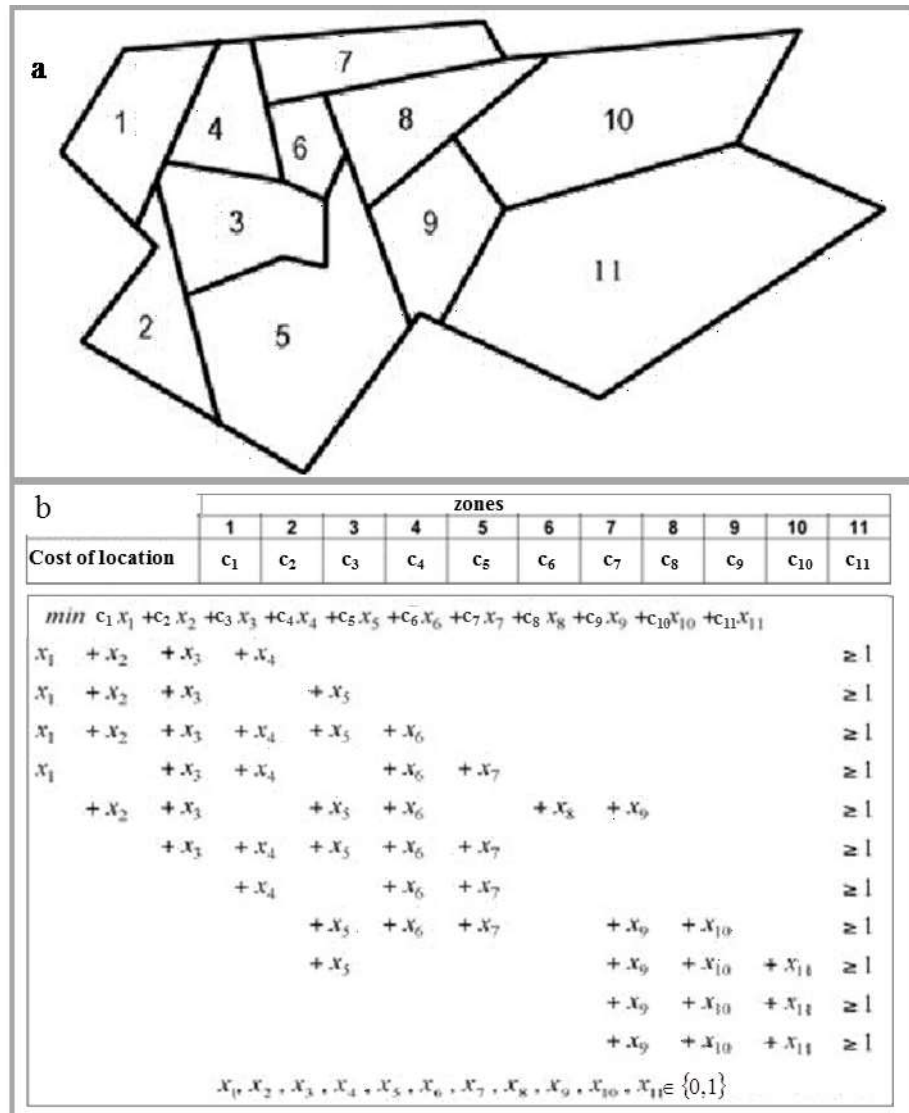 a
7
1
4
8
10
6
3
9
11
2
5
b
zones
1 2 3 4 5 6 7 8 9 10 11
Cost of location c₁ c₂ c₃ c₄ c₅ c₆ c₇ c₈ c₉ c₁₀ c₁₁
min c₁ x₁ +c₂ x₂ +c₃ x₃ +c₄ x₄ +c₅ x₅ +c₆ x₆ +c₇ x₇ +c₈ x₈ +c₉ x₉ +c₁₀x₁₀ +c₁₁x₁₁
x₁ + x₂ + x₃ + x₄ ≥ 1
x₁ + x₂ + x₃ + x₅ ≥ 1
x₁ + x₂ + x₃ + x₄ + x₅ + x₆ ≥ 1
x₁ + x₃ + x₄ + x₆ + x₇ ≥ 1
+ x₂ + x₃ + x₅ + x₆ + x₈ + x₉ ≥ 1
+ x₃ + x₄ + x₅ + x₆ + x₇ ≥ 1
+ x₄ + x₆ + x₇ ≥ 1
+ x₅ + x₆ + x₇ + x₉ + x₁₀ ≥ 1
+ x₅ + x₉ + x₁₀ + x₁₁ ≥ 1
+ x₉ + x₁₀ + x₁₁ ≥ 1
+ x₉ + x₁₀ + x₁₁ ≥ 1
x₁, x₂ , x₃ , x₄ , x₅ , x₆ , x₇ , x₈ , x₉ , x₁₀ , x₁₁∈ {0,1}